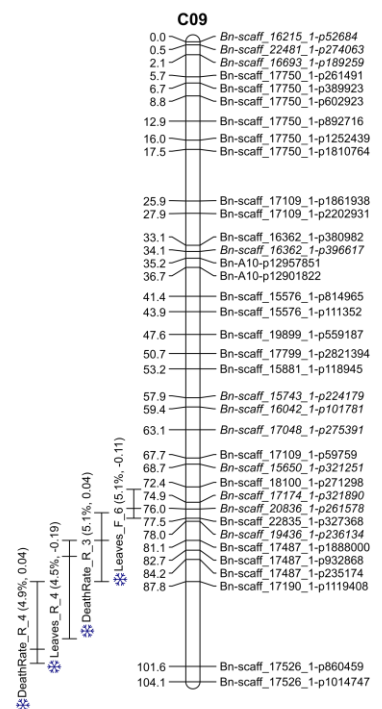 C09
0.0 Bn-scaff_16215_1-p52684
0.5 Bn-scaff_22481_1-p274063
2.1 Bn-scaff_16693_1-p189259
5.7 Bn-scaff_17750_1-p261491
6.7 Bn-scaff_17750_1-p389923
8.8 Bn-scaff_17750_1-p602923
12.9 Bn-scaff_17750_1-p892716
16.0 Bn-scaff_17750_1-p1252439
17.5 Bn-scaff_17750_1-p1810764
25.9 Bn-scaff_17109_1-p1861938
27.9 Bn-scaff_17109_1-p2202931
33.1 Bn-scaff_16362_1-p380982
34.1 Bn-scaff_16362_1-p396617
35.2 Bn-A10-p12957851
36.7 Bn-A10-p12901822
41.4 Bn-scaff_15576_1-p814965
43.9 Bn-scaff_15576_1-p111352
47.6 Bn-scaff_19899_1-p559187
50.7 Bn-scaff_17799_1-p2821394
53.2 Bn-scaff_15881_1-p118945
57.9 Bn-scaff_15743_1-p224179
59.4 Bn-scaff_16042_1-p101781
63.1 Bn-scaff_17048_1-p275391
67.7 Bn-scaff_17109_1-p59759
68.7 Bn-scaff_15650_1-p321251
72.4 Bn-scaff_18100_1-p271298
74.9 Bn-scaff_17174_1-p321890
76.0 Bn-scaff_20836_1-p261578
77.5 Bn-scaff_22835_1-p327368
78.0 Bn-scaff_19436_1-p236134
81.1 Bn-scaff_17487_1-p1888000
82.7 Bn-scaff_17487_1-p932868
84.2 Bn-scaff_17487_1-p235174
87.8 Bn-scaff_17190_1-p1119408
101.6 Bn-scaff_17526_1-p860459
104.1 Bn-scaff_17526_1-p1014747
DeathRate_R_4 (4.9%, 0.04)
Leaves_R_4 (4.5%, -0.19)
DeathRate_R_3 (5.1%, 0.04)
Leaves_F_6 (5.1%, -0.11)